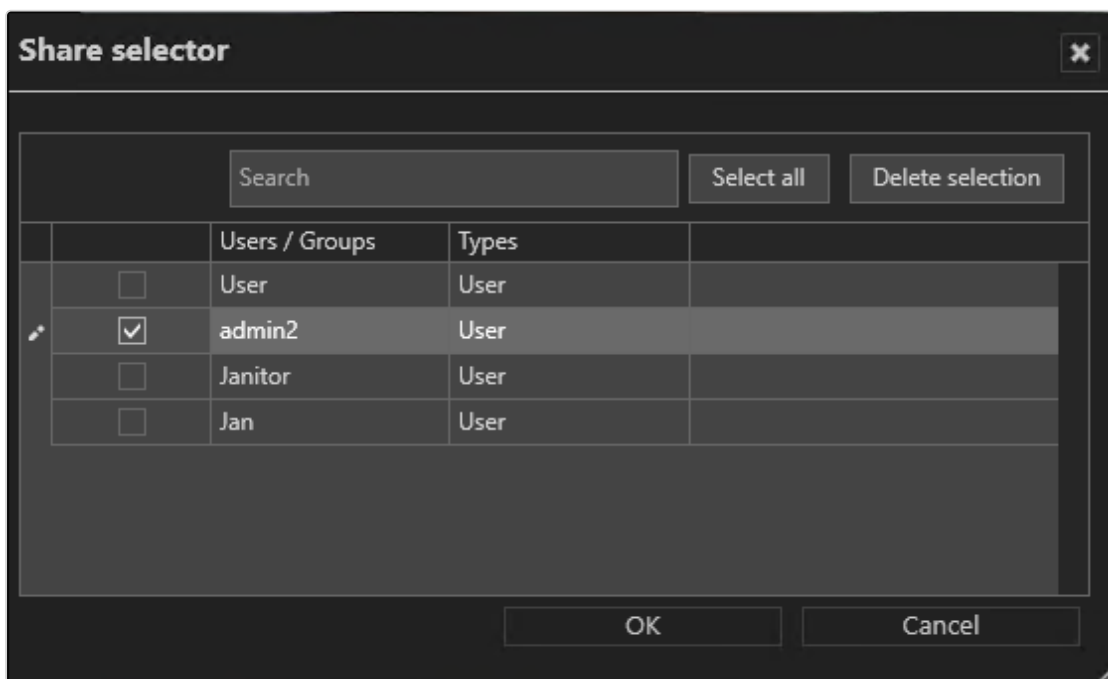 Share selector
Search Select all Delete selection
Users / Groups Types
User User
admin2 User
Janitor User
Jan User
OK Cancel